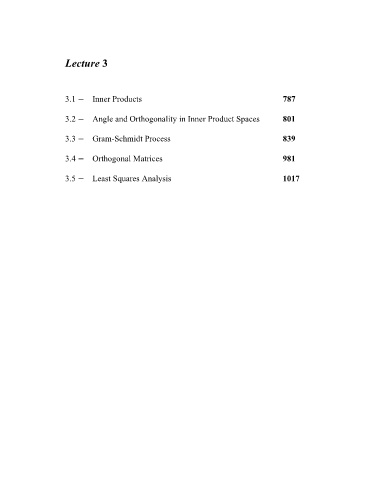 Lecture 3
3.1 − Inner Products 787
3.2 − Angle and Orthogonality in Inner Product Spaces 801
3.3 − Gram-Schmidt Process 839
3.4 − Orthogonal Matrices 981
3.5 − Least Squares Analysis 1017